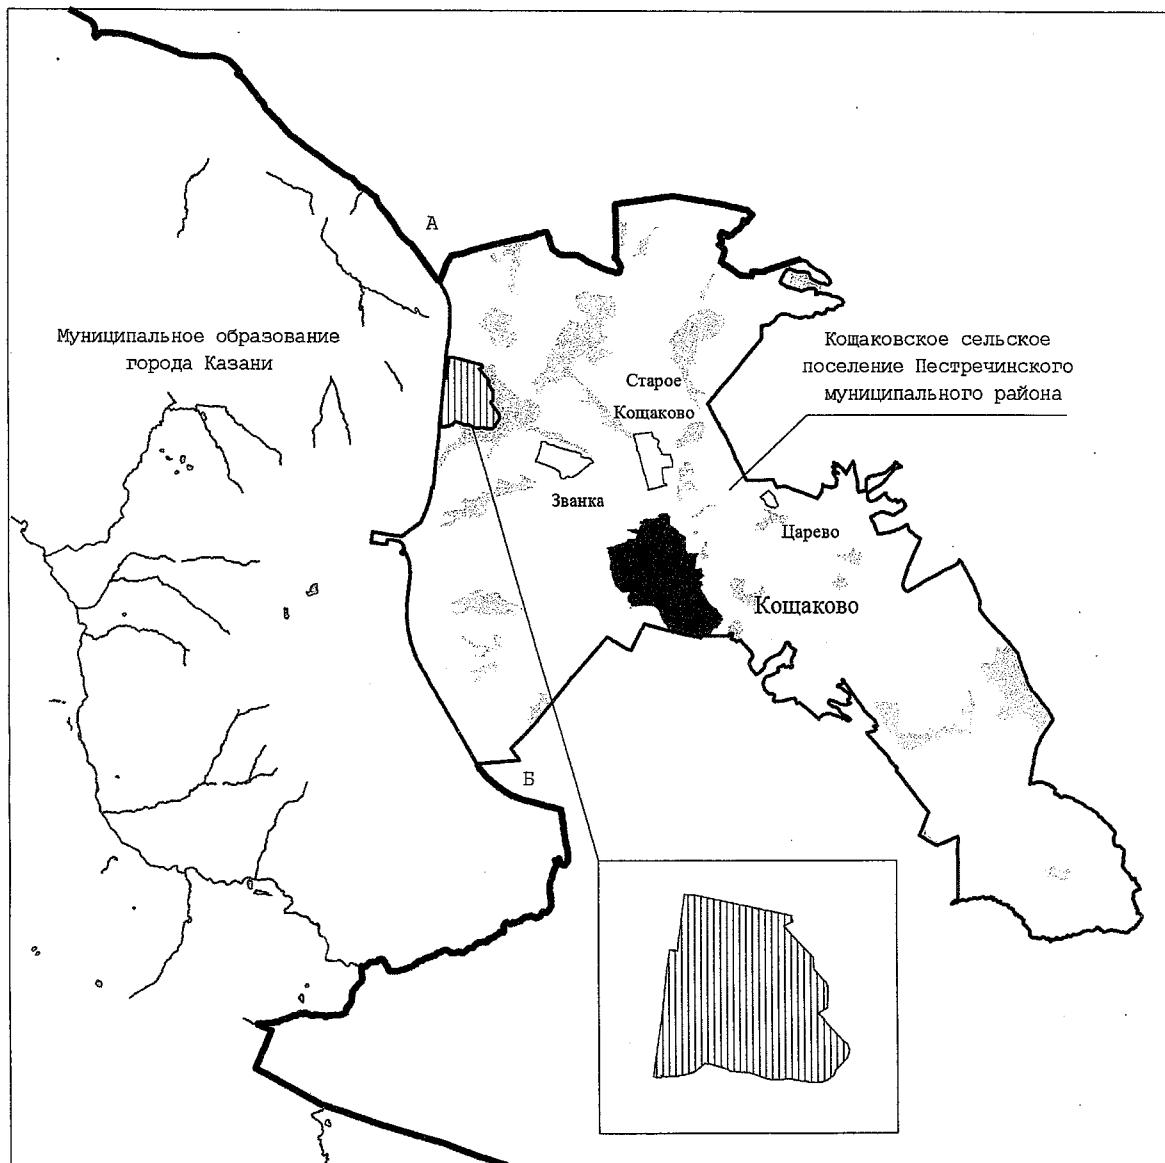 А
Муниципальное образование
города Казани
Кощаковское сельское
поселение Пестречинского
муниципального района
Старое
Кощаково
Званка
Царево
Кощаково
Б